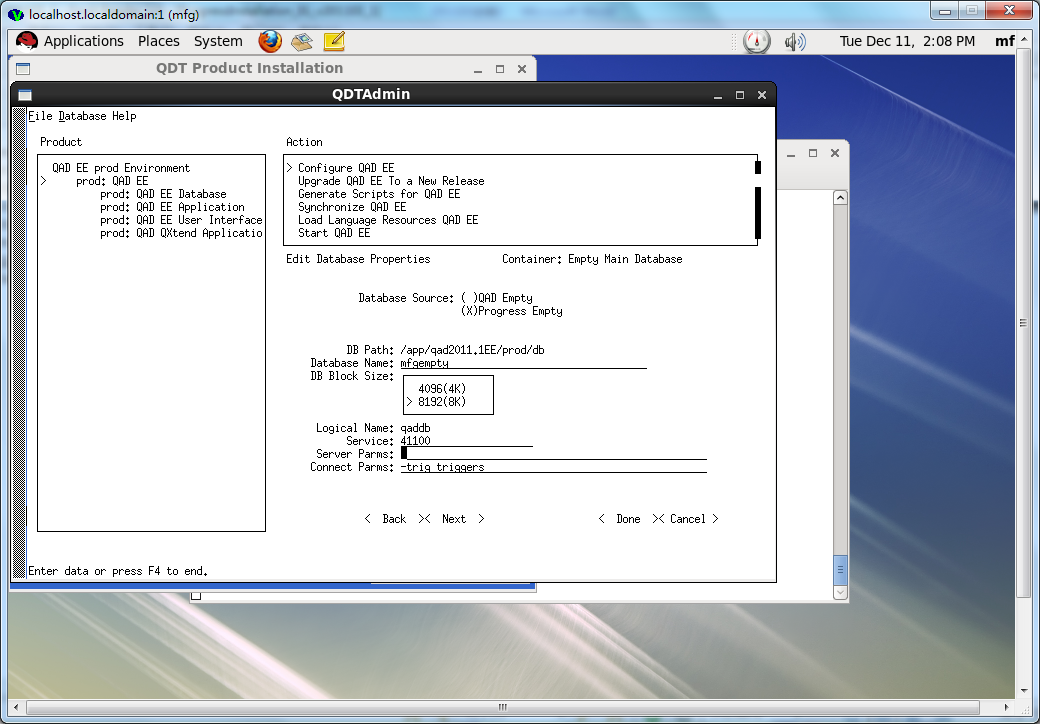 localhost.localdomain:1 (mfg)
Applications Places System Tue Dec 11, 2:08 PM mf
QDT Product Installation
QDTAdmin
File Database Help
Product
QAD EE prod Environment
> prod: QAD EE
prod: QAD EE Database
prod: QAD EE Application
prod: QAD EE User Interface
prod: QAD QXtend Applicatio
Action
> Configure QAD EE
Upgrade QAD EE To a New Release
Generate Scripts for QAD EE
Synchronize QAD EE
Load Language Resources QAD EE
Start QAD EE
Edit Database Properties Container: Empty Main Database
Database Source: ( )QAD Empty
(X)Progress Empty
DB Path: /app/qad2011.1EE/prod/db
Database Name: mfgempty
DB Block Size:
4096(4K)
> 8192(8K)
Logical Name: qaddb
Service: 41100
Server Parms:
Connect Parms: -trig triggers
< Back >< Next > < Done >< Cancel >
Enter data or press F4 to end.